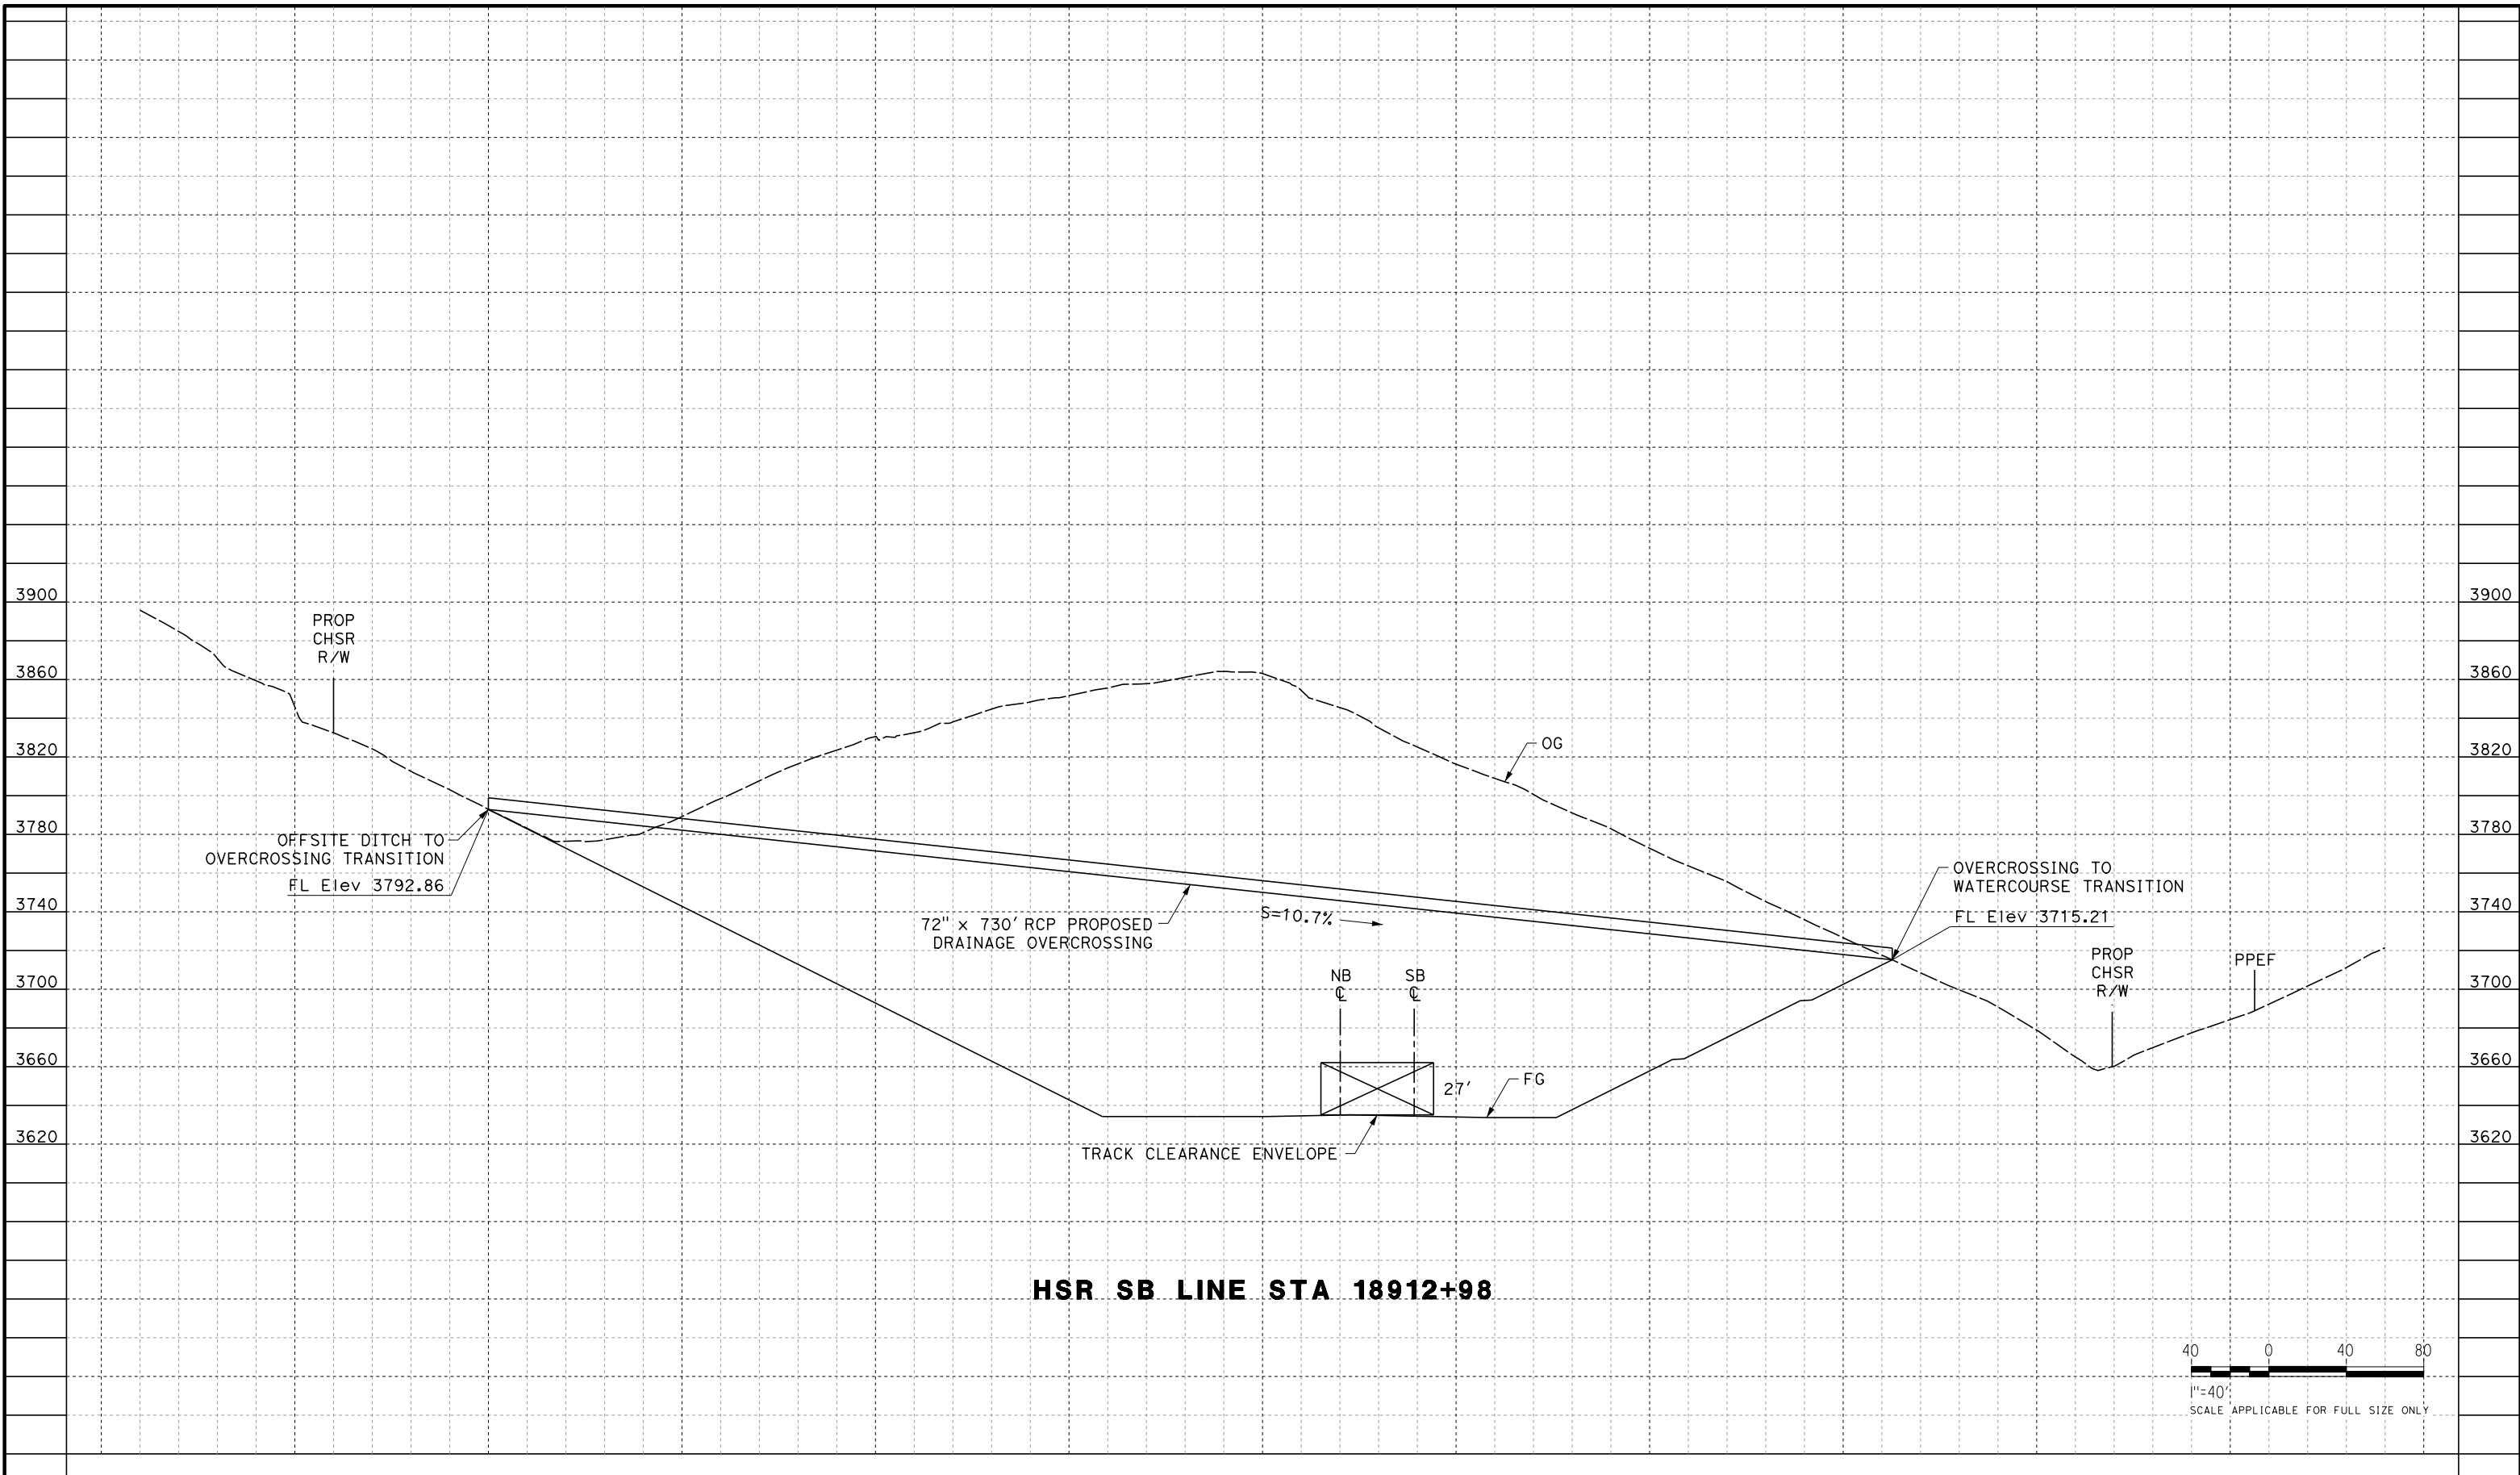 3900
3860
3820
3780
3740
3700
3660
3620
PROP
CHSR
R/W
OFFSITE DITCH TO
OVERCROSSING TRANSITION
FL Elev 3792.86
72" x 730' RCP PROPOSED
DRAINAGE OVERCROSSING
S=10.7%
OG
NB
℄
SB
℄
27'
FG
TRACK CLEARANCE ENVELOPE
OVERCROSSING TO
WATERCOURSE TRANSITION
FL Elev 3715.21
PROP
CHSR
R/W
PPEF
3900
3860
3820
3780
3740
3700
3660
3620
HSR SB LINE STA 18912+98
40 0 40 80
1"=40'
SCALE APPLICABLE FOR FULL SIZE ONLY